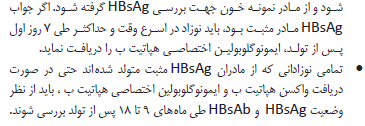 شود و از مادر نمونه خون جهت بررسی HBsAg گرفته شود. اگر جواب
HBsAg مادر مثبت بود، باید نوزاد در اسرع وقت و حداکثر طی ۷ روز اول
پس از تولد، ایمونوگلوبولین اختصاصی هپاتیت ب را دریافت نماید.
• تمامی نوزادانی که از مادران HBsAg مثبت متولد شده‌اند حتی در صورت
دریافت واکسن هپاتیت ب و ایمونوگلوبولین اختصاصی هپاتیت ب ، باید از نظر
وضعیت HBsAg و HBsAb طی ماه‌های ۹ تا ۱۸ پس از تولد بررسی شوند.